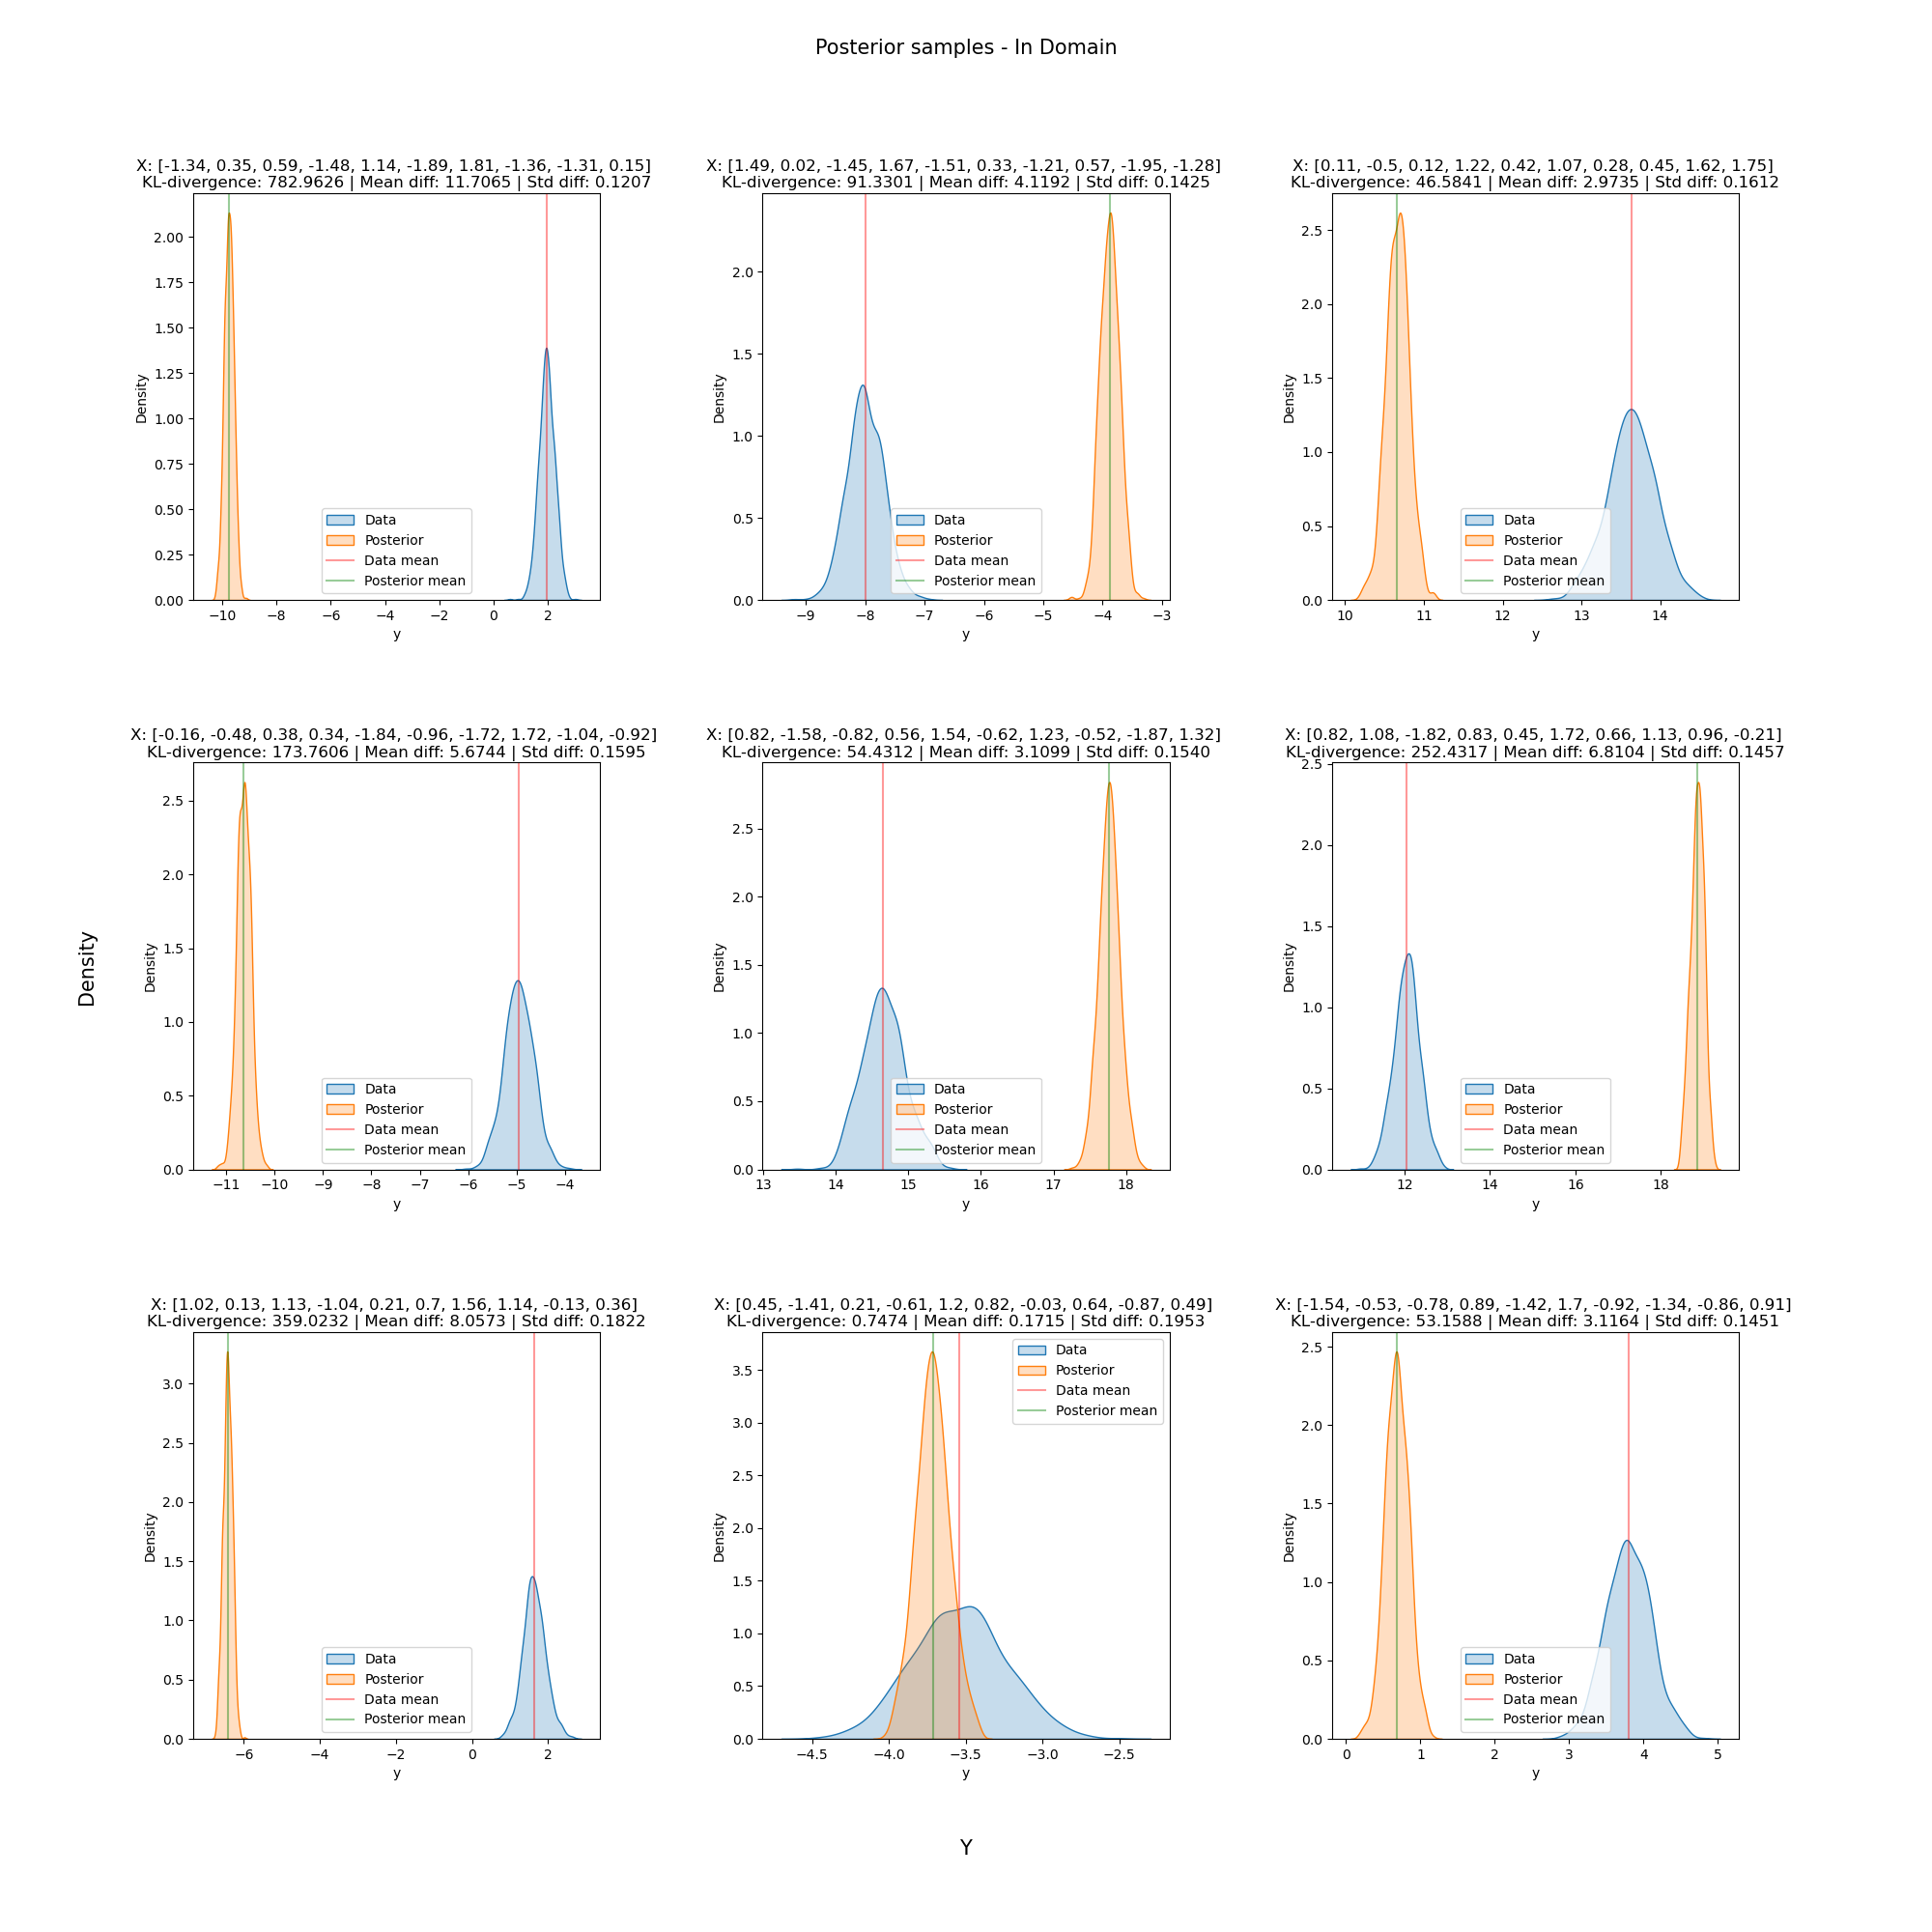 Posterior samples - In Domain
X: [-1.34, 0.35, 0.59, -1.48, 1.14, -1.89, 1.81, -1.36, -1.31, 0.15]
KL-divergence: 782.9626 | Mean diff: 11.7065 | Std diff: 0.1207
2.00
1.75
1.50
1.25
1.00
0.75
0.50
0.25
0.00
Density
Data
Posterior
Data mean
Posterior mean
−10 −8 −6 −4 −2 0 2
y
X: [1.49, 0.02, -1.45, 1.67, -1.51, 0.33, -1.21, 0.57, -1.95, -1.28]
KL-divergence: 91.3301 | Mean diff: 4.1192 | Std diff: 0.1425
2.0
1.5
1.0
0.5
0.0
Density
Data
Posterior
Data mean
Posterior mean
−9 −8 −7 −6 −5 −4 −3
y
X: [0.11, -0.5, 0.12, 1.22, 0.42, 1.07, 0.28, 0.45, 1.62, 1.75]
KL-divergence: 46.5841 | Mean diff: 2.9735 | Std diff: 0.1612
2.5
2.0
1.5
1.0
0.5
0.0
Density
Data
Posterior
Data mean
Posterior mean
10 11 12 13 14
y
X: [-0.16, -0.48, 0.38, 0.34, -1.84, -0.96, -1.72, 1.72, -1.04, -0.92]
KL-divergence: 173.7606 | Mean diff: 5.6744 | Std diff: 0.1595
2.5
2.0
1.5
1.0
0.5
0.0
Density
Data
Posterior
Data mean
Posterior mean
−11 −10 −9 −8 −7 −6 −5 −4
y
X: [0.82, -1.58, -0.82, 0.56, 1.54, -0.62, 1.23, -0.52, -1.87, 1.32]
KL-divergence: 54.4312 | Mean diff: 3.1099 | Std diff: 0.1540
2.5
2.0
1.5
1.0
0.5
0.0
Density
Data
Posterior
Data mean
Posterior mean
13 14 15 16 17 18
y
X: [0.82, 1.08, -1.82, 0.83, 0.45, 1.72, 0.66, 1.13, 0.96, -0.21]
KL-divergence: 252.4317 | Mean diff: 6.8104 | Std diff: 0.1457
2.5
2.0
1.5
1.0
0.5
0.0
Density
Data
Posterior
Data mean
Posterior mean
12 14 16 18
y
Density
X: [1.02, 0.13, 1.13, -1.04, 0.21, 0.7, 1.56, 1.14, -0.13, 0.36]
KL-divergence: 359.0232 | Mean diff: 8.0573 | Std diff: 0.1822
3.0
2.5
2.0
1.5
1.0
0.5
0.0
Density
Data
Posterior
Data mean
Posterior mean
−6 −4 −2 0 2
y
X: [0.45, -1.41, 0.21, -0.61, 1.2, 0.82, -0.03, 0.64, -0.87, 0.49]
KL-divergence: 0.7474 | Mean diff: 0.1715 | Std diff: 0.1953
3.5
3.0
2.5
2.0
1.5
1.0
0.5
0.0
Density
Data
Posterior
Data mean
Posterior mean
−4.5 −4.0 −3.5 −3.0 −2.5
y
X: [-1.54, -0.53, -0.78, 0.89, -1.42, 1.7, -0.92, -1.34, -0.86, 0.91]
KL-divergence: 53.1588 | Mean diff: 3.1164 | Std diff: 0.1451
2.5
2.0
1.5
1.0
0.5
0.0
Density
Data
Posterior
Data mean
Posterior mean
0 1 2 3 4 5
y
Y